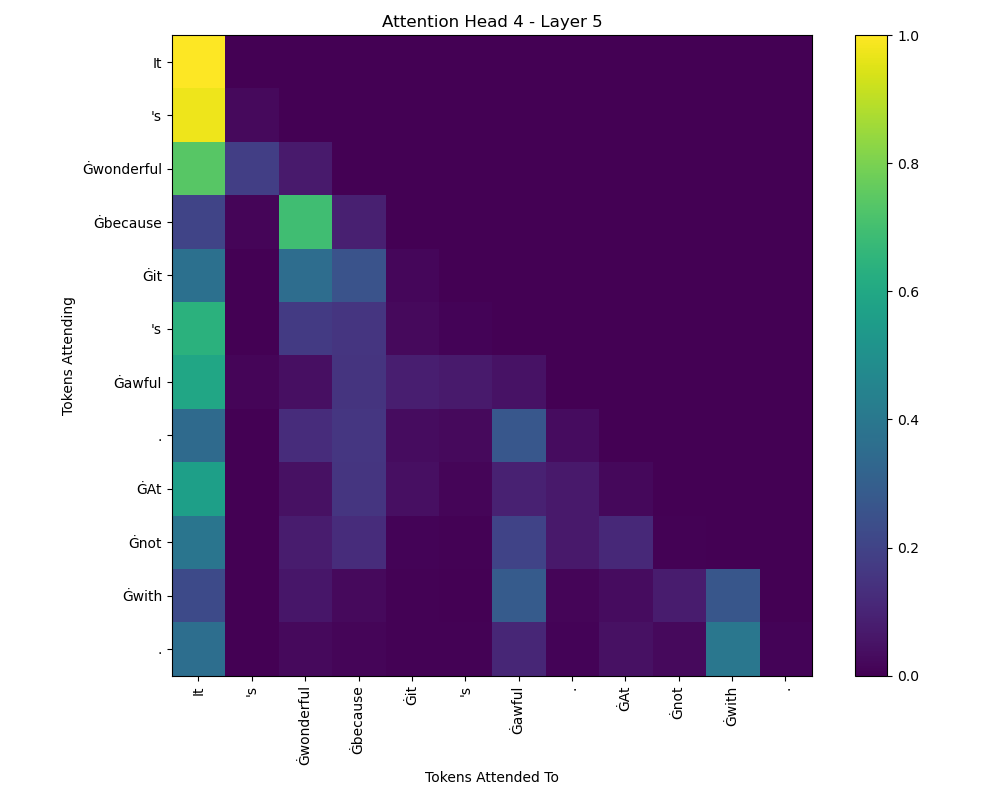 Attention Head 4 - Layer 5
It
's
Ġwonderful
Ġbecause
Ġit
's
Ġawful
.
ĠAt
Ġnot
Ġwith
.
Tokens Attending
It
's
Ġwonderful
Ġbecause
Ġit
's
Ġawful
.
ĠAt
Ġnot
Ġwith
.
Tokens Attended To
1.0
0.8
0.6
0.4
0.2
0.0